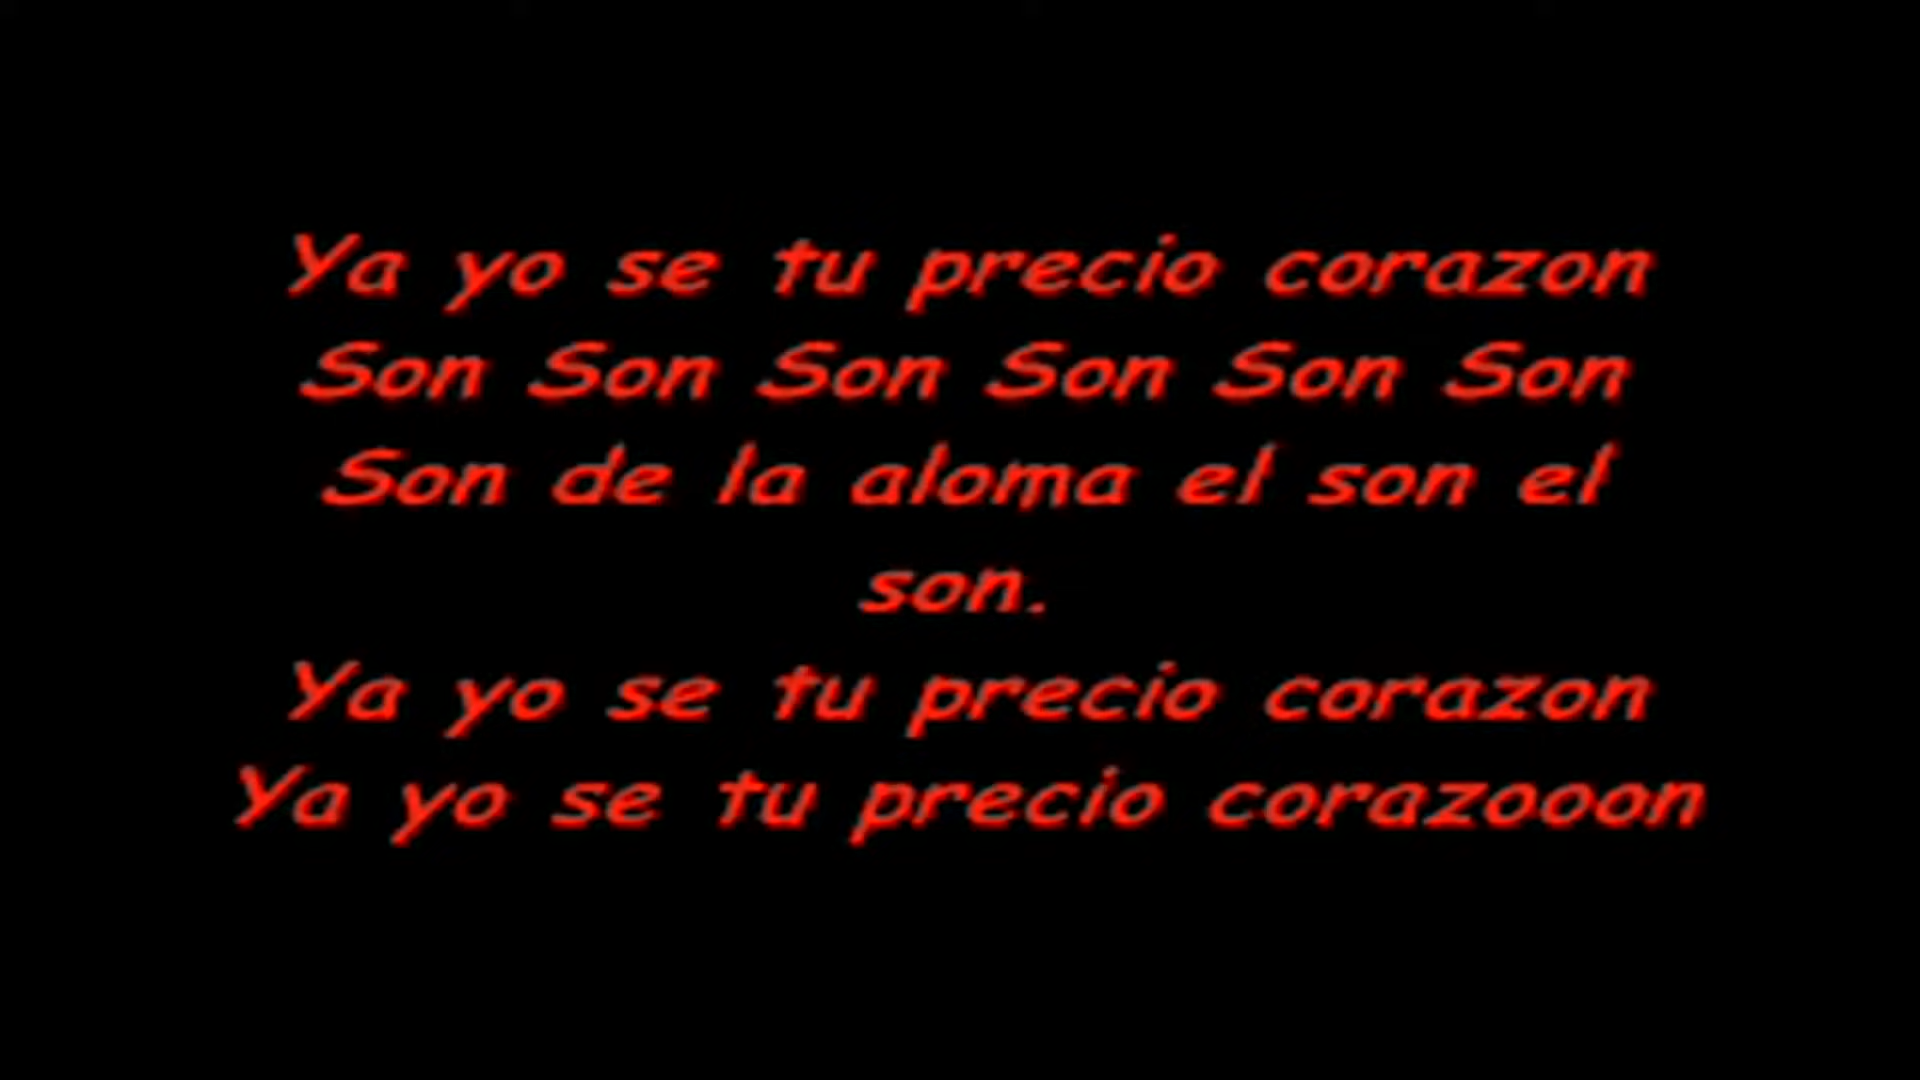 Ya yo se tu precio corazon
Son Son Son Son Son Son
Son de la aloma el son el
son.
Ya yo se tu precio corazon
Ya yo se tu precio corazooon